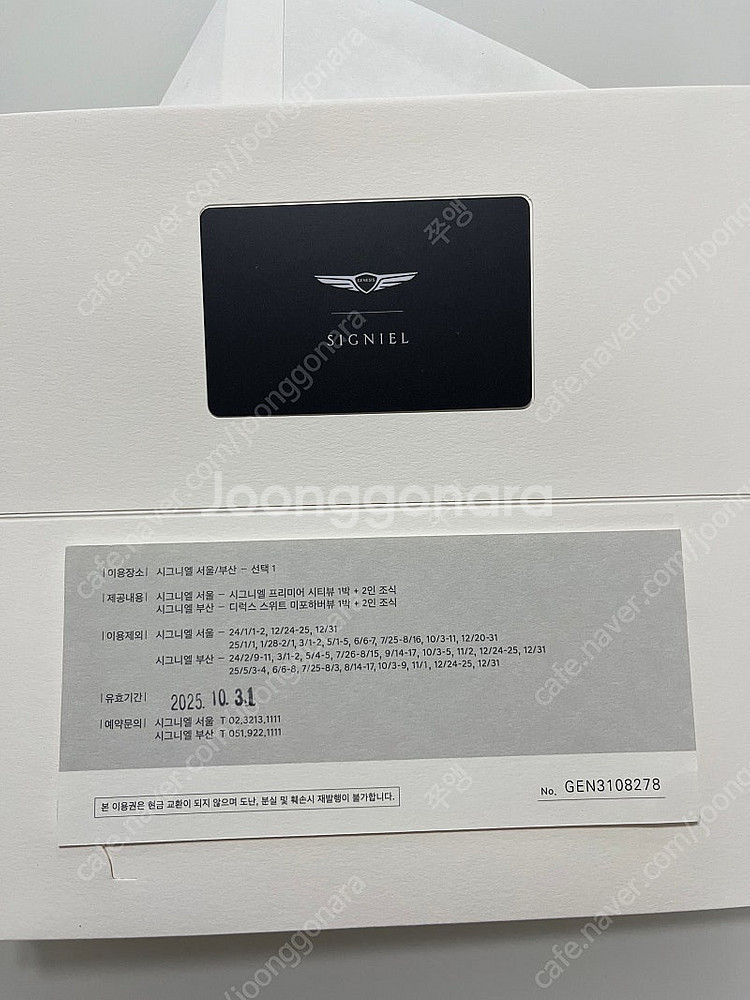 GENESIS
SIGNIEL
Joonggonara
|이용장소| 시그니엘 서울/부산 - 선택 1
|제공내용| 시그니엘 서울 - 시그니엘 프리미어 시티뷰 1박 + 2인 조식
시그니엘 부산 - 디럭스 스위트 미포하버뷰 1박 + 2인 조식
|이용제외| 시그니엘 서울 - 24/1/1-2, 12/24-25, 12/31
25/1/1, 1/28-2/1, 3/1-2, 5/1-5, 6/6-7, 7/25-8/16, 10/3-11, 12/20-31
시그니엘 부산 - 24/2/9-11, 3/1-2, 5/4-5, 7/26-8/15, 9/14-17, 10/3-5, 11/2, 12/24-25, 12/31
25/5/3-4, 6/6-8, 7/25-8/3, 8/14-17, 10/3-9, 11/1, 12/24-25, 12/31
|유효기간| 2025. 10. 31
|예약문의| 시그니엘 서울 T 02.3213.1111
시그니엘 부산 T 051.922.1111
본 이용권은 현금 교환이 되지 않으며 도난, 분실 및 훼손시 재발행이 불가합니다.
No. GEN3108278
cafe.naver.com/joonggonara
쭈앵